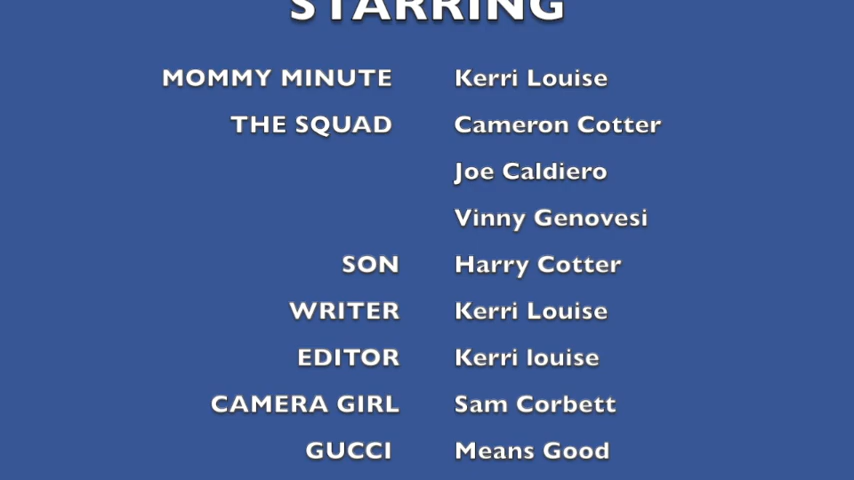 STARRING
MOMMY MINUTE Kerri Louise
THE SQUAD Cameron Cotter
Joe Caldiero
Vinny Genovesi
SON Harry Cotter
WRITER Kerri Louise
EDITOR Kerri louise
CAMERA GIRL Sam Corbett
GUCCI Means Good